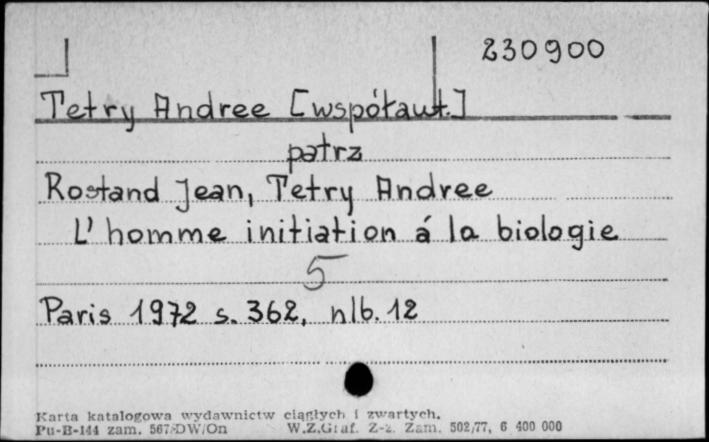 230900
Tetry Andree [współaut.]
patrz
Rostand Jean, Tetry Andree
L'homme initiation á la biologie
5
Paris 1972 s. 362, nlb. 12
Karta katalogowa wydawnictw ciągłych i zwartych.
Pu-B-144 zam. 567/DW/On W.Z.Graf. Z-2. Zam. 502/77, 6 400 000